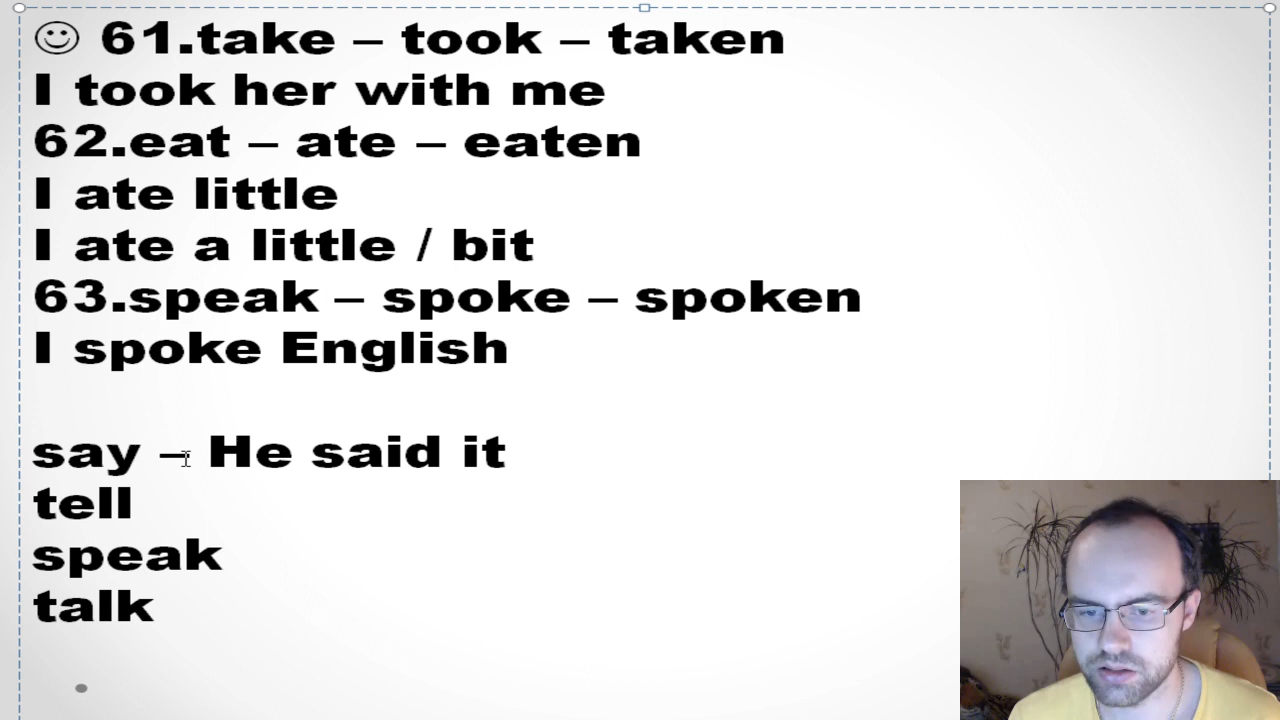 ☺ 61.take – took – taken
I took her with me
62.eat – ate – eaten
I ate little
I ate a little / bit
63.speak – spoke – spoken
I spoke English
say – He said it
tell
speak
talk